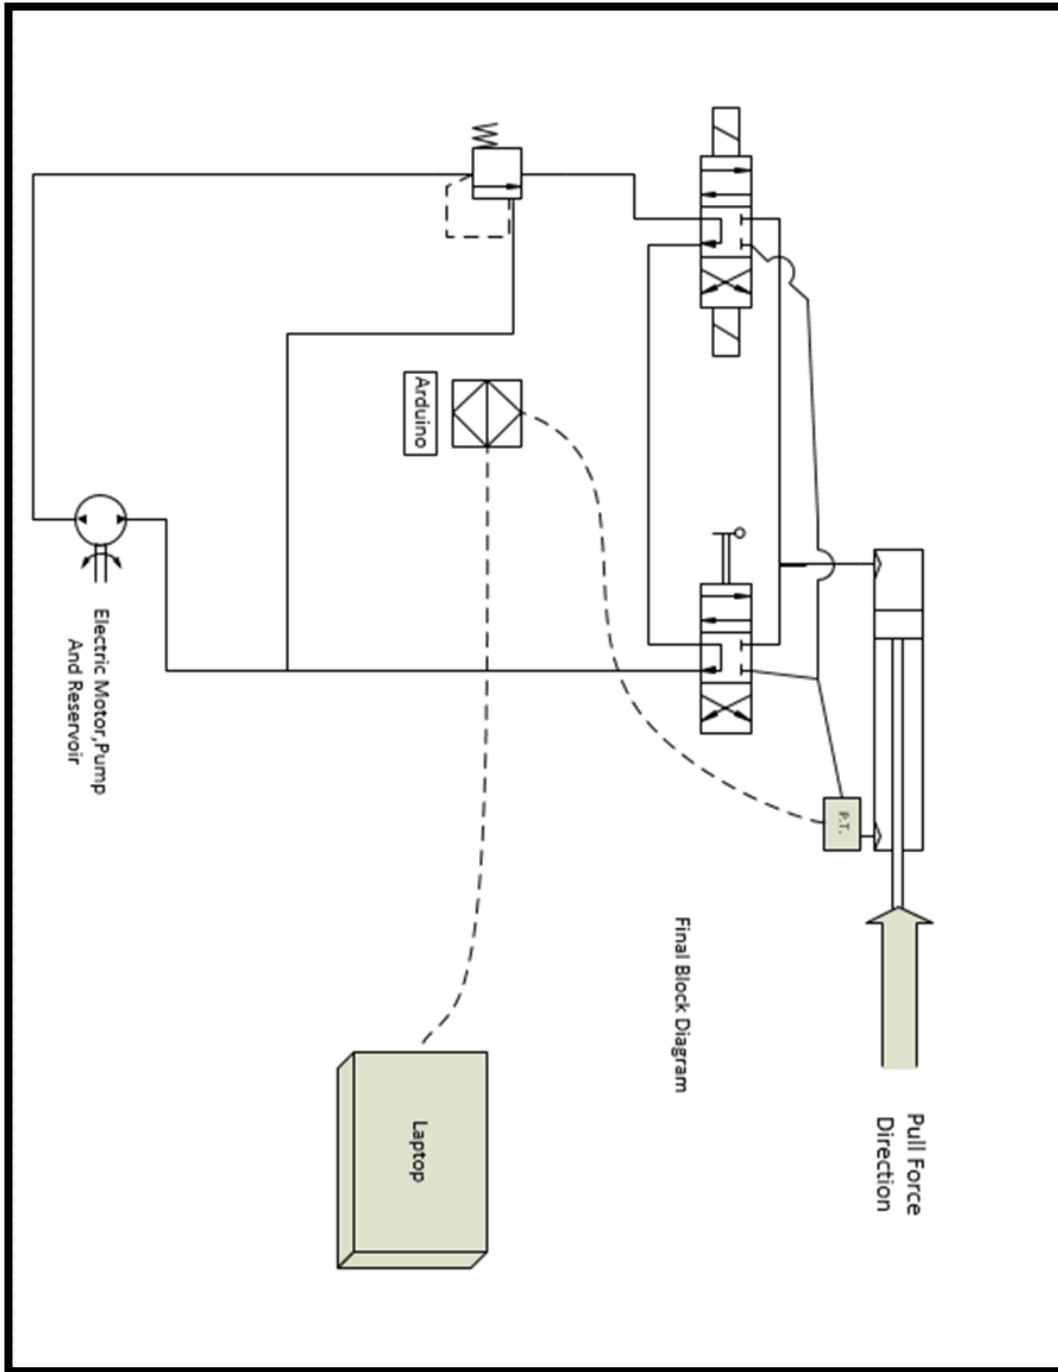 Pull Force
Direction
P.T.
Final Block Diagram
Arduino
Laptop
Electric Motor,Pump
And Reservoir